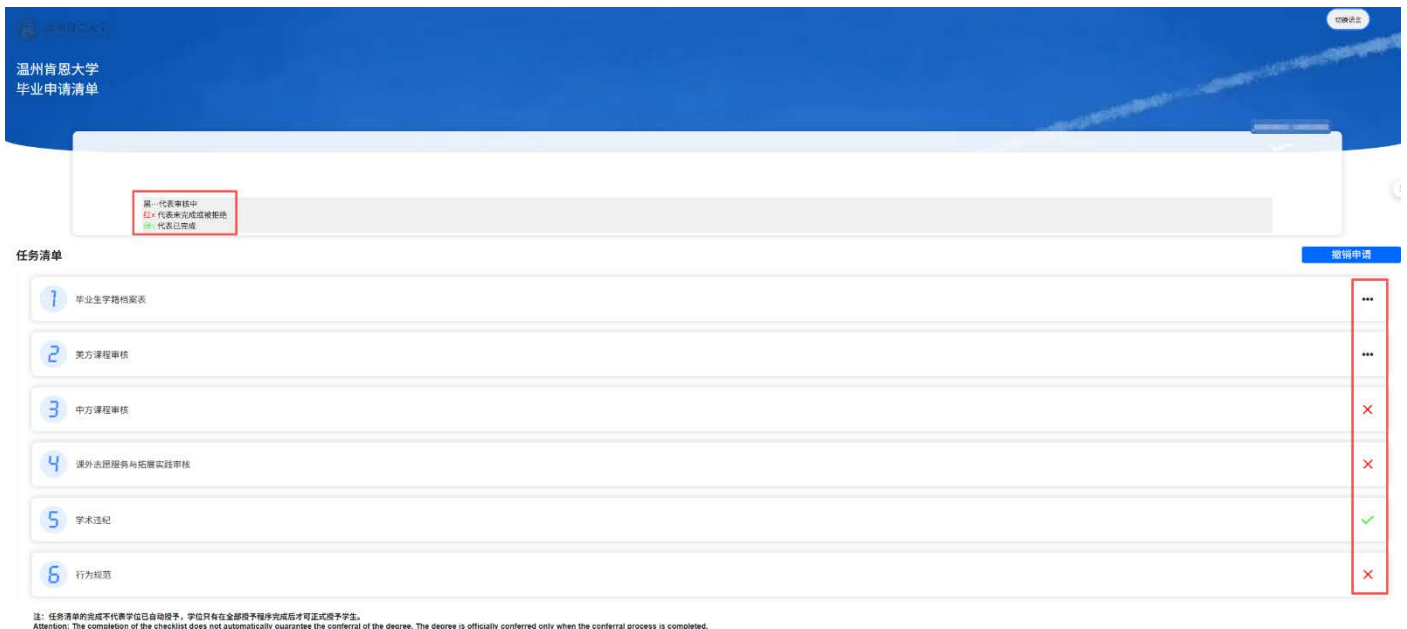 切换语言
温州肯恩大学
毕业申请清单
黑···代表审核中
红× 代表未完成或被拒绝
代表已完成
任务清单
撤销申请
1 毕业生学籍档案表
2 美方课程审核
3 中方课程审核
4 课外志愿服务与拓展实践审核
5 学术违纪
6 行为规范
注：任务清单的完成不代表学位已自动授予，学位只有在全部授予程序完成后才可正式授予学生。
Attention: The completion of the checklist does not automatically guarantee the conferral of the degree. The degree is officially conferred only when the conferral process is completed.